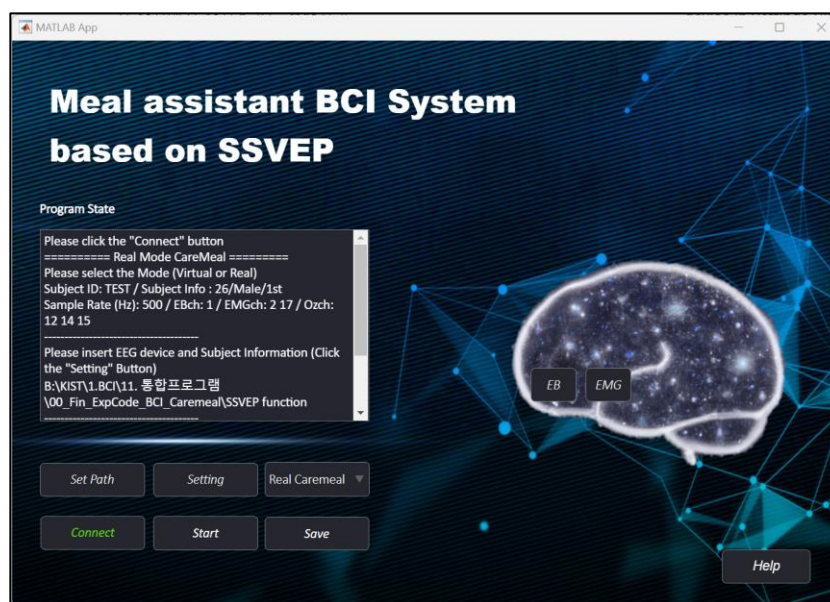 MATLAB App
Meal assistant BCI System
based on SSVEP
Program State
Please click the "Connect" button
========== Real Mode CareMeal =========
Please select the Mode (Virtual or Real)
Subject ID: TEST / Subject Info : 26/Male/1st
Sample Rate (Hz): 500 / EBch: 1 / EMGch: 2 17 / Ozch:
12 14 15
--------------------------------------
Please insert EEG device and Subject Information (Click
the "Setting" Button)
B:\KIST\1.BCI\11. 통합프로그램
\00_Fin_ExpCode_BCI_Caremeal\SSVEP function
--------------------------------------
EB EMG
Set Path Setting Real Caremeal
Connect Start Save
Help